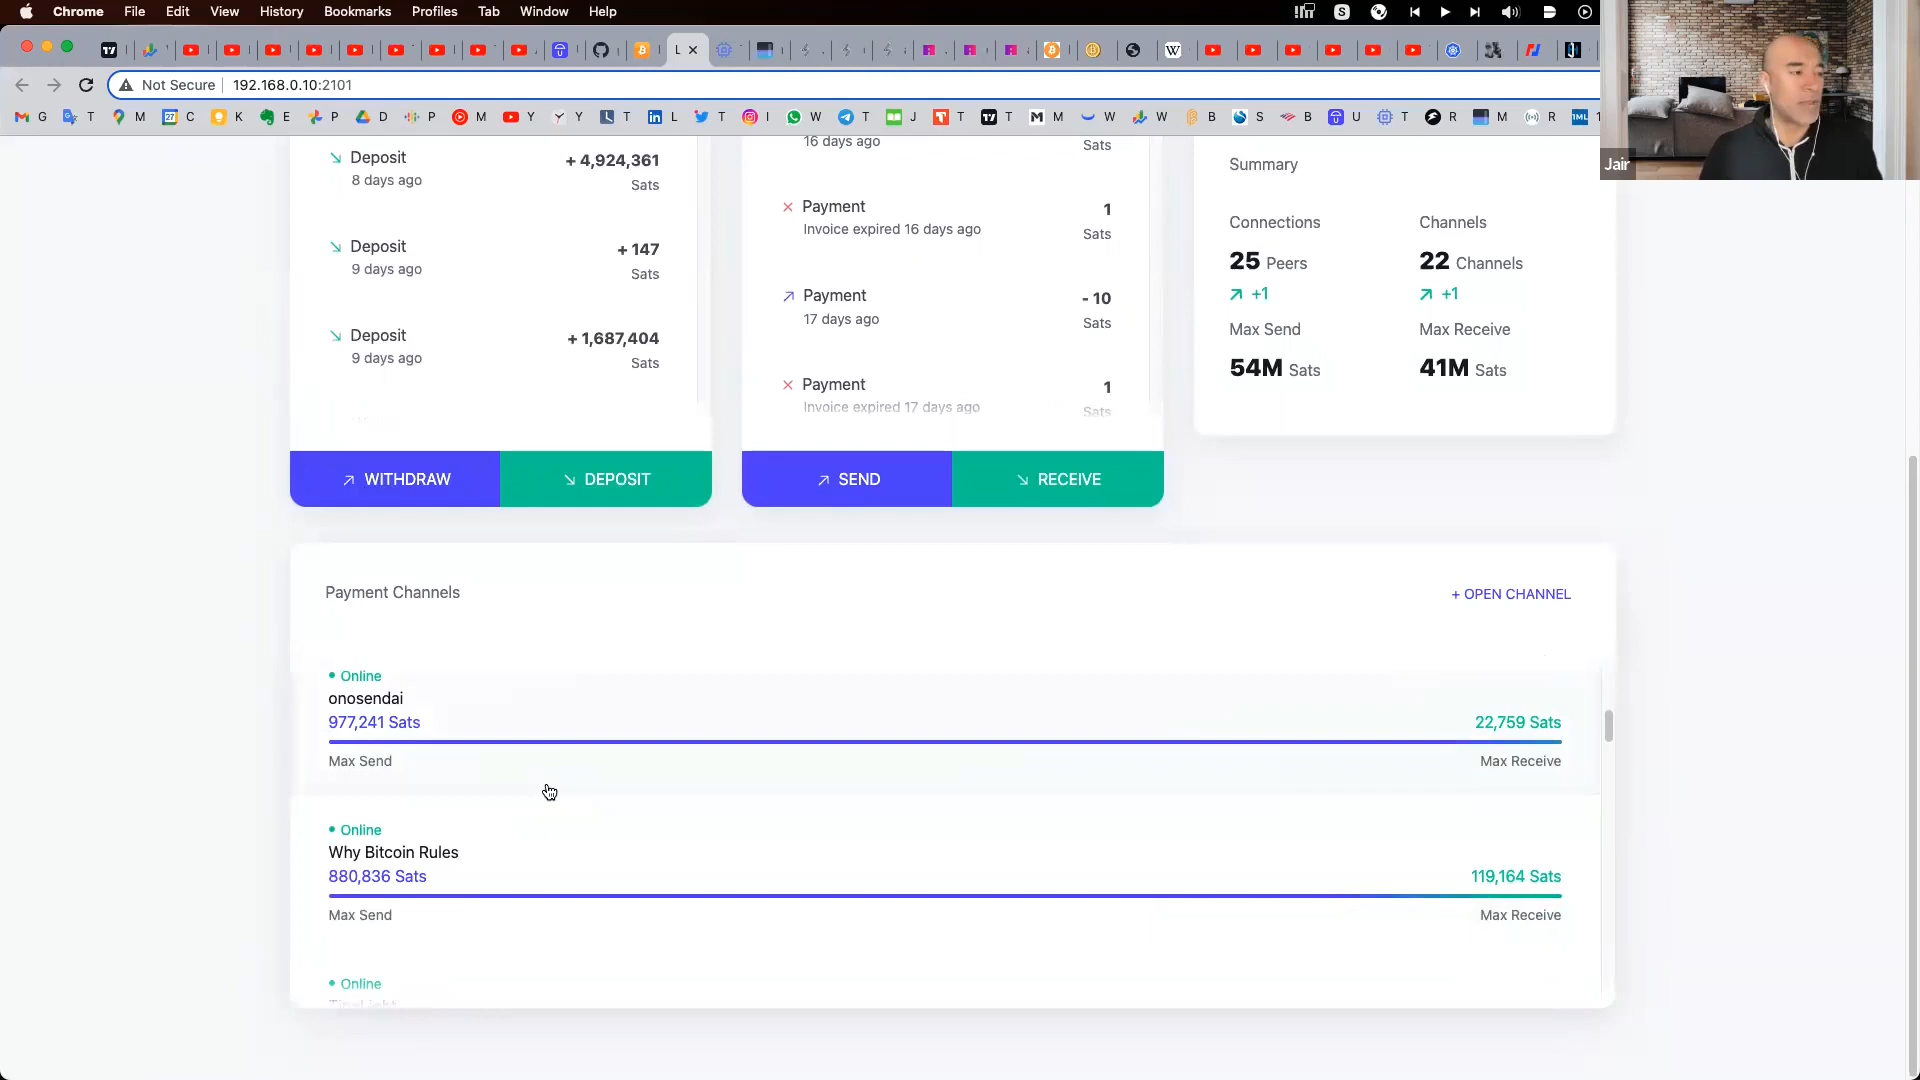 Chrome File Edit View History Bookmarks Profiles Tab Window Help
L
Not Secure 192.168.0.10:2101
G T M C K E P D P M Y Y T L T I W T J T T M W W B S B U T R M R 1
Jair
Deposit
8 days ago
+ 4,924,361
Sats
Deposit
9 days ago
+ 147
Sats
Deposit
9 days ago
+ 1,687,404
Sats
WITHDRAW
DEPOSIT
16 days ago
Sats
Payment
Invoice expired 16 days ago
1
Sats
Payment
17 days ago
- 10
Sats
Payment
Invoice expired 17 days ago
1
Sats
SEND
RECEIVE
Summary
Connections
25 Peers
+1
Channels
22 Channels
+1
Max Send
54M Sats
Max Receive
41M Sats
Payment Channels
+ OPEN CHANNEL
Online
onosendai
977,241 Sats
22,759 Sats
Max Send
Max Receive
Online
Why Bitcoin Rules
880,836 Sats
119,164 Sats
Max Send
Max Receive
Online